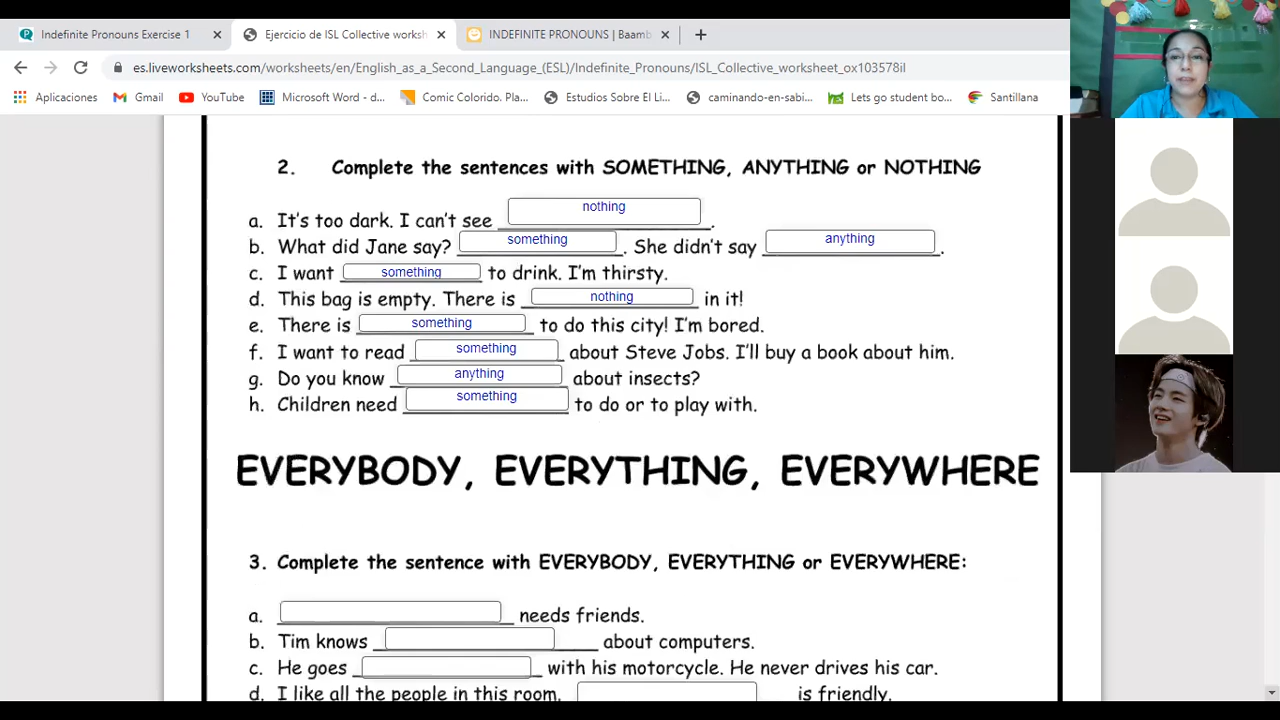 Indefinite Pronouns Exercise 1
Ejercicio de ISL Collective worksh
INDEFINITE PRONOUNS | Baamb
es.liveworksheets.com/worksheets/en/English_as_a_Second_Language_(ESL)/Indefinite_Pronouns/ISL_Collective_worksheet_ox103578il
Aplicaciones Gmail YouTube Microsoft Word - d... Comic Colorido. Pla... Estudios Sobre El Li... caminando-en-sabi... Lets go student bo... Santillana
2. Complete the sentences with SOMETHING, ANYTHING or NOTHING
a. It's too dark. I can't see nothing.
b. What did Jane say? something. She didn't say anything.
c. I want something to drink. I'm thirsty.
d. This bag is empty. There is nothing in it!
e. There is something to do this city! I'm bored.
f. I want to read something about Steve Jobs. I'll buy a book about him.
g. Do you know anything about insects?
h. Children need something to do or to play with.
EVERYBODY, EVERYTHING, EVERYWHERE
3. Complete the sentence with EVERYBODY, EVERYTHING or EVERYWHERE:
a. needs friends.
b. Tim knows about computers.
c. He goes with his motorcycle. He never drives his car.
d. I like all the people in this room. is friendly.